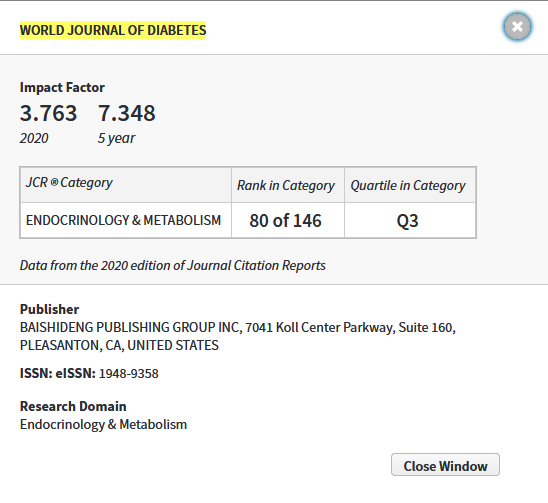 WORLD JOURNAL OF DIABETES
Impact Factor
3.763 7.348
2020 5 year
JCR ® Category Rank in Category Quartile in Category
ENDOCRINOLOGY & METABOLISM 80 of 146 Q3
Data from the 2020 edition of Journal Citation Reports
Publisher
BAISHIDENG PUBLISHING GROUP INC, 7041 Koll Center Parkway, Suite 160,
PLEASANTON, CA, UNITED STATES
ISSN: eISSN: 1948-9358
Research Domain
Endocrinology & Metabolism
Close Window